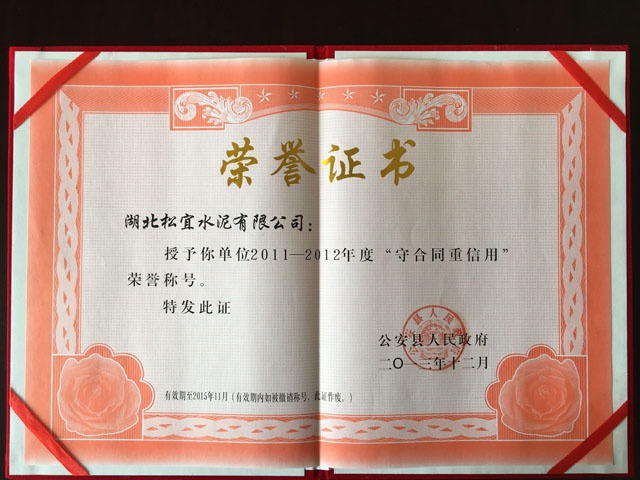 荣誉证书
湖北松宜水泥有限公司：
授予你单位2011—2012年度“守合同重信用”
荣誉称号。
特发此证
公安县人民政府
二〇一三年十二月
有效期至2015年11月（有效期内如被撤销称号，此证作废。）